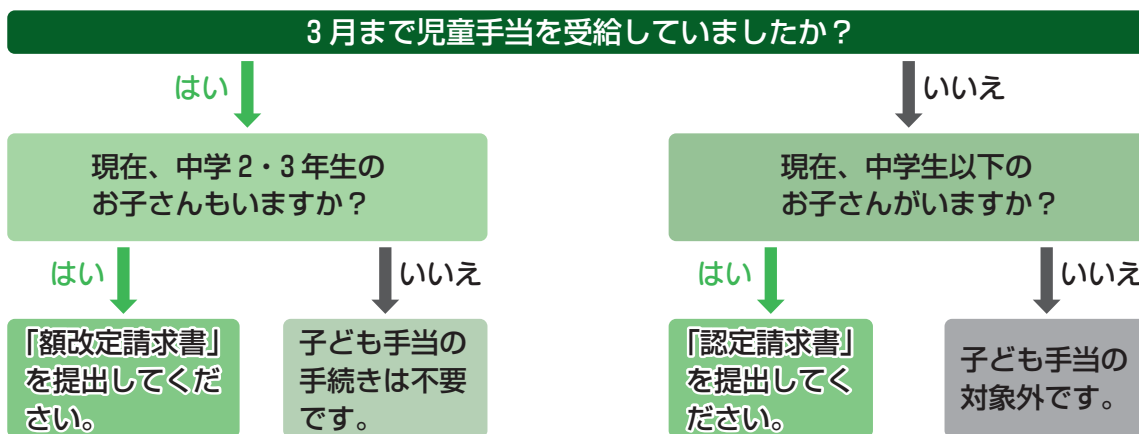 3月まで児童手当を受給していましたか？
はい
いいえ
現在、中学2・3年生の
お子さんもいますか？
現在、中学生以下の
お子さんがいますか？
はい
いいえ
はい
いいえ
「額改定請求書」
を提出してくだ
さい。
子ども手当の
手続きは不要
です。
「認定請求書」
を提出してく
ださい。
子ども手当の
対象外です。